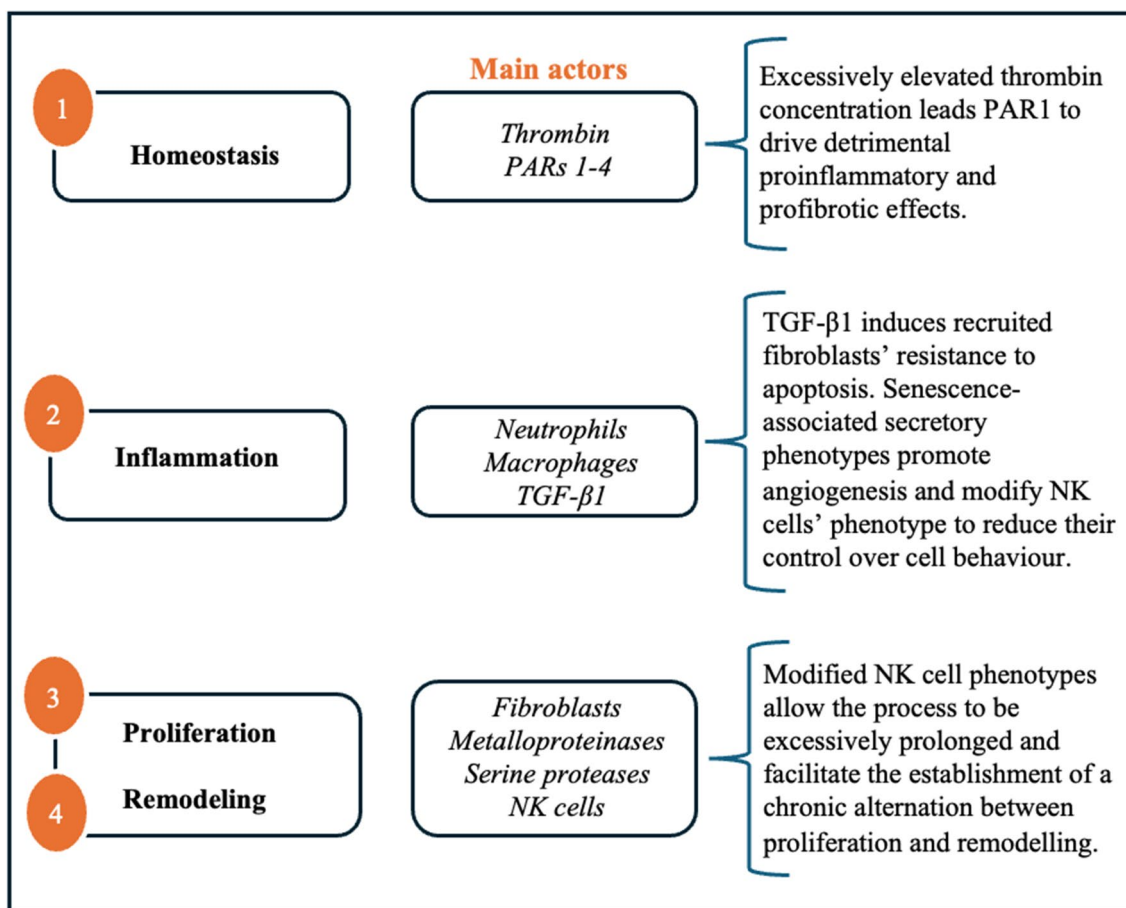 Main actors
1
Homeostasis
Thrombin
PARs 1-4
Excessively elevated thrombin
concentration leads PAR1 to
drive detrimental
proinflammatory and
profibrotic effects.
2
Inflammation
Neutrophils
Macrophages
TGF-β1
TGF-β1 induces recruited
fibroblasts’ resistance to
apoptosis. Senescence-
associated secretory
phenotypes promote
angiogenesis and modify NK
cells’ phenotype to reduce their
control over cell behaviour.
3
Proliferation
4
Remodeling
Fibroblasts
Metalloproteinases
Serine proteases
NK cells
Modified NK cell phenotypes
allow the process to be
excessively prolonged and
facilitate the establishment of a
chronic alternation between
proliferation and remodelling.